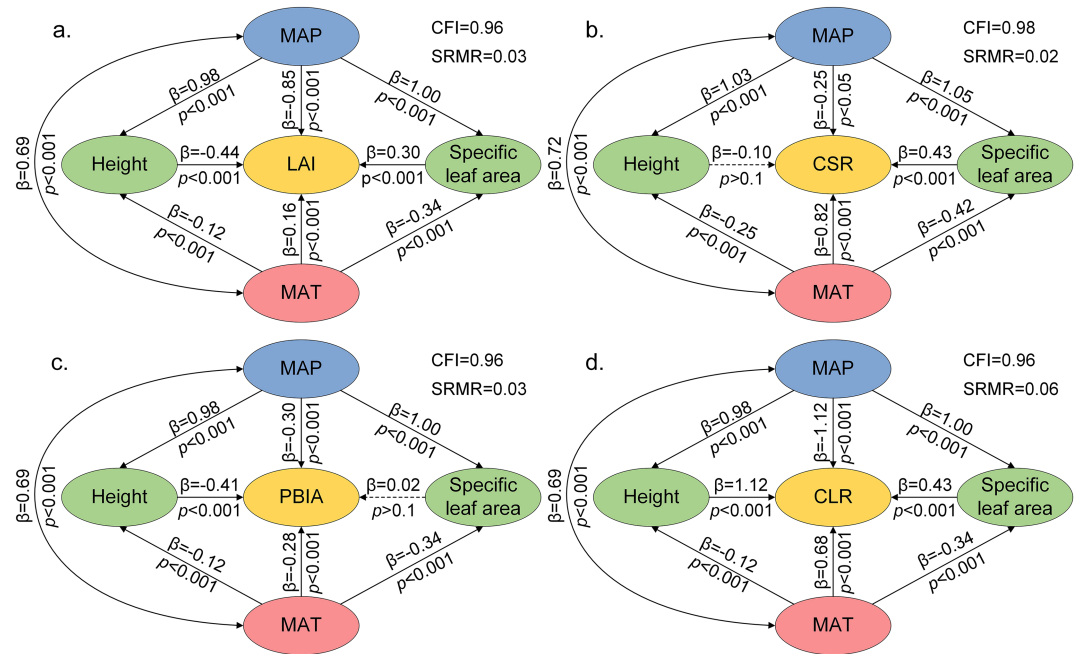 a.
MAP
CFI=0.96
SRMR=0.03
β=0.98
p<0.001
β=-0.85
p<0.001
β=1.00
p<0.001
β=0.69
p<0.001
Height
β=-0.44
p<0.001
LAI
β=0.30
p<0.001
Specific
leaf area
β=-0.12
p<0.001
β=0.16
p<0.001
β=-0.34
p<0.001
MAT
b.
MAP
CFI=0.98
SRMR=0.02
β=1.03
p<0.001
β=-0.25
p<0.05
β=1.05
p<0.001
β=0.72
p<0.001
Height
β=-0.10
p>0.1
CSR
β=0.43
p<0.001
Specific
leaf area
β=-0.25
p<0.001
β=0.82
p<0.001
β=-0.42
p<0.001
MAT
c.
MAP
CFI=0.96
SRMR=0.03
β=0.98
p<0.001
β=-0.30
p<0.001
β=1.00
p<0.001
β=0.69
p<0.001
Height
β=-0.41
p<0.001
PBIA
β=0.02
p>0.1
Specific
leaf area
β=-0.12
p<0.001
β=-0.28
p<0.001
β=-0.34
p<0.001
MAT
d.
MAP
CFI=0.96
SRMR=0.06
β=0.98
p<0.001
β=-1.12
p<0.001
β=1.00
p<0.001
β=0.69
p<0.001
Height
β=1.12
p<0.001
CLR
β=0.43
p<0.001
Specific
leaf area
β=-0.12
p<0.001
β=0.68
p<0.001
β=-0.34
p<0.001
MAT